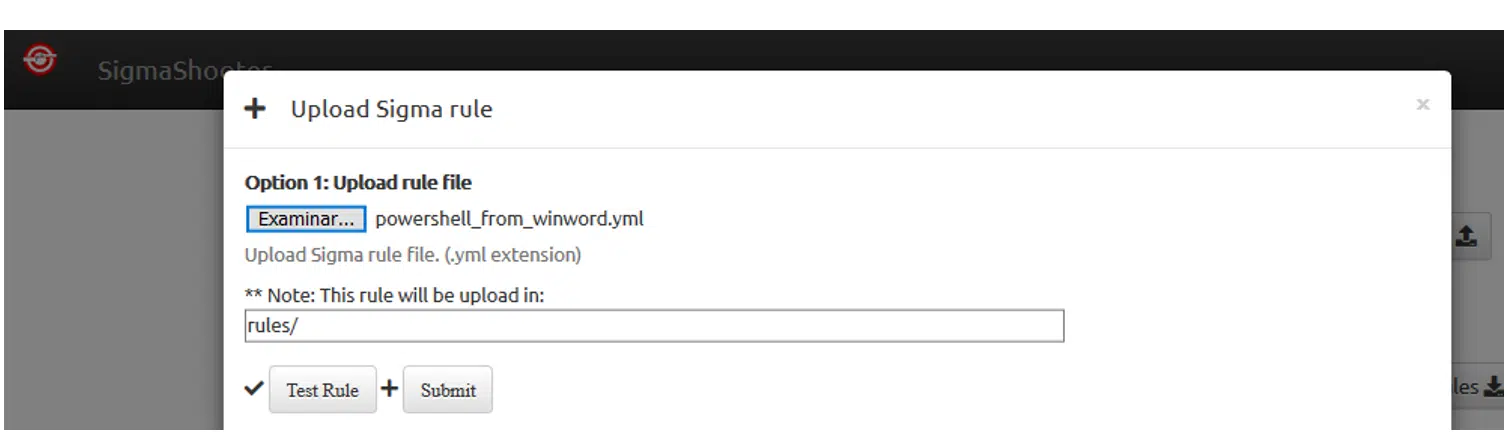 SigmaShooter
Upload Sigma rule
×
Option 1: Upload rule file
Examinar... powershell_from_winword.yml
Upload Sigma rule file. (.yml extension)
** Note: This rule will be upload in:
rules/
Test Rule Submit
les